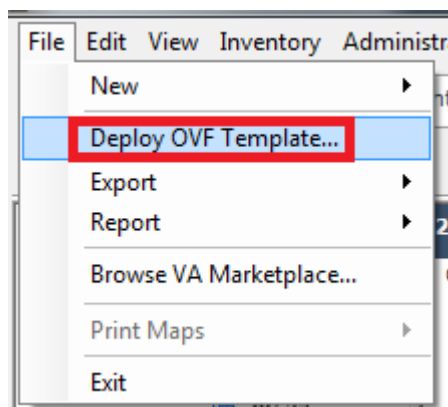 File Edit View Inventory Administr
New
Deploy OVF Template...
Export
Report
Browse VA Marketplace...
Print Maps
Exit